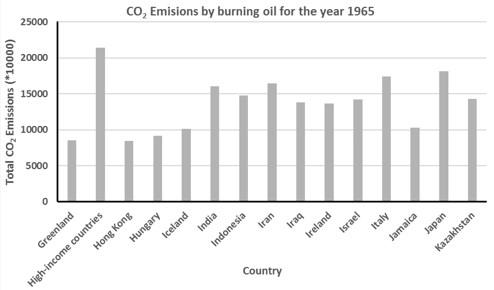 CO2 Emisions by burning oil for the year 1965
Total CO2 Emissions (*10000)
25000
20000
15000
10000
5000
0
Greenland
High-income countries
Hong Kong
Hungary
Iceland
India
Indonesia
Iran
Iraq
Ireland
Israel
Italy
Jamaica
Japan
Kazakhstan
Country